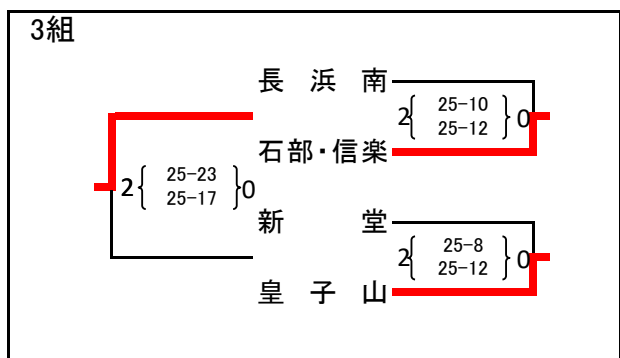 3組
長 浜 南
2{ 25-10 }0
25-12
石部・信楽
2{ 25-23 }0
25-17
新 堂
2{ 25-8 }0
25-12
皇 子 山